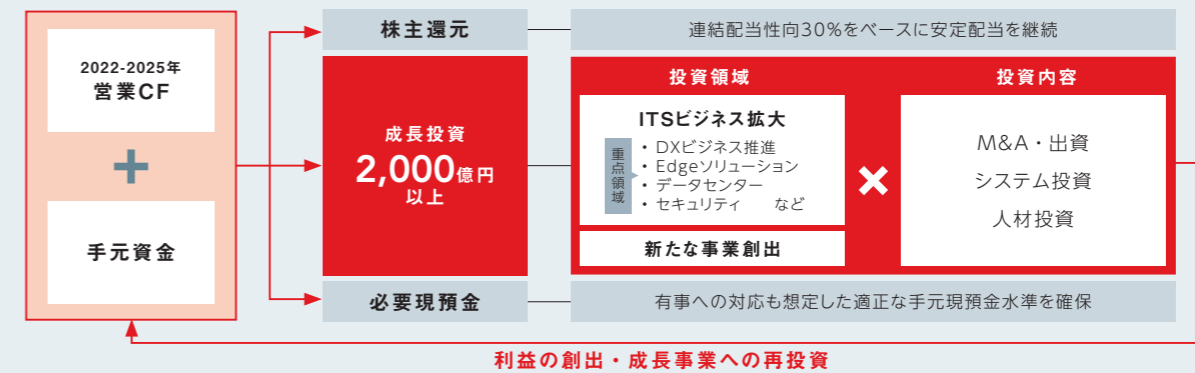 2022-2025年
営業CF
+
手元資金
株主還元
連結配当性向30%をベースに安定配当を継続
成長投資
2,000億円
以上
投資領域
ITSビジネス拡大
重点領域
・ DXビジネス推進
・ Edgeソリューション
・ データセンター
・ セキュリティ など
新たな事業創出
×
投資内容
M&A・出資
システム投資
人材投資
必要現預金
有事への対応も想定した適正な手元現預金水準を確保
利益の創出・成長事業への再投資